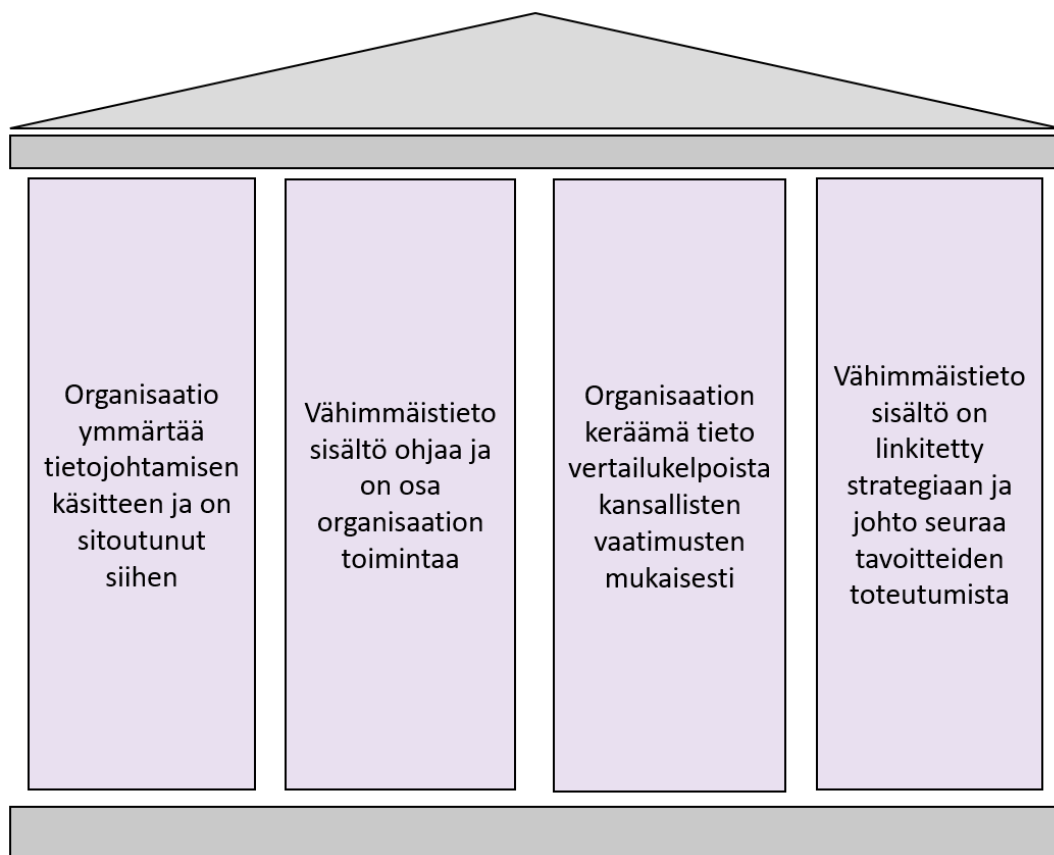 Organisaatio
ymmärtää
tietojohtamisen
käsitteen ja on
sitoutunut
siihen
Vähimmäistieto
sisältö ohjaa ja
on osa
organisaation
toimintaa
Organisaation
keräämä tieto
vertailukelpoista
kansallisten
vaatimusten
mukaisesti
Vähimmäistieto
sisältö on
linkitetty
strategiaan ja
johto seuraa
tavoitteiden
toteutumista